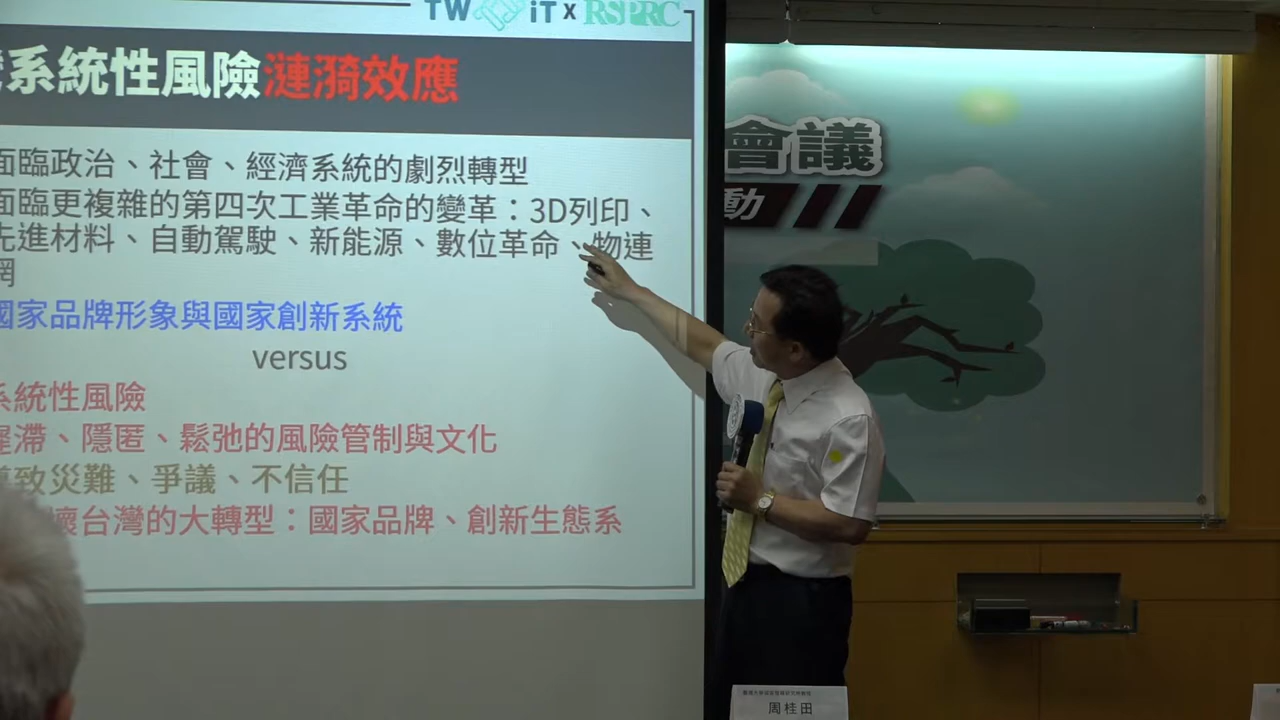 TW iT x RSPRC
系統性風險漣漪效應
面臨政治、社會、經濟系統的劇烈轉型
面臨更複雜的第四次工業革命的變革：3D列印、
先進材料、自動駕駛、新能源、數位革命、物連
網
國家品牌形象與國家創新系統
versus
系統性風險
遲滯、隱匿、鬆弛的風險管制與文化
導致災難、爭議、不信任
壞台灣的大轉型：國家品牌、創新生態系
會議
動
周桂田